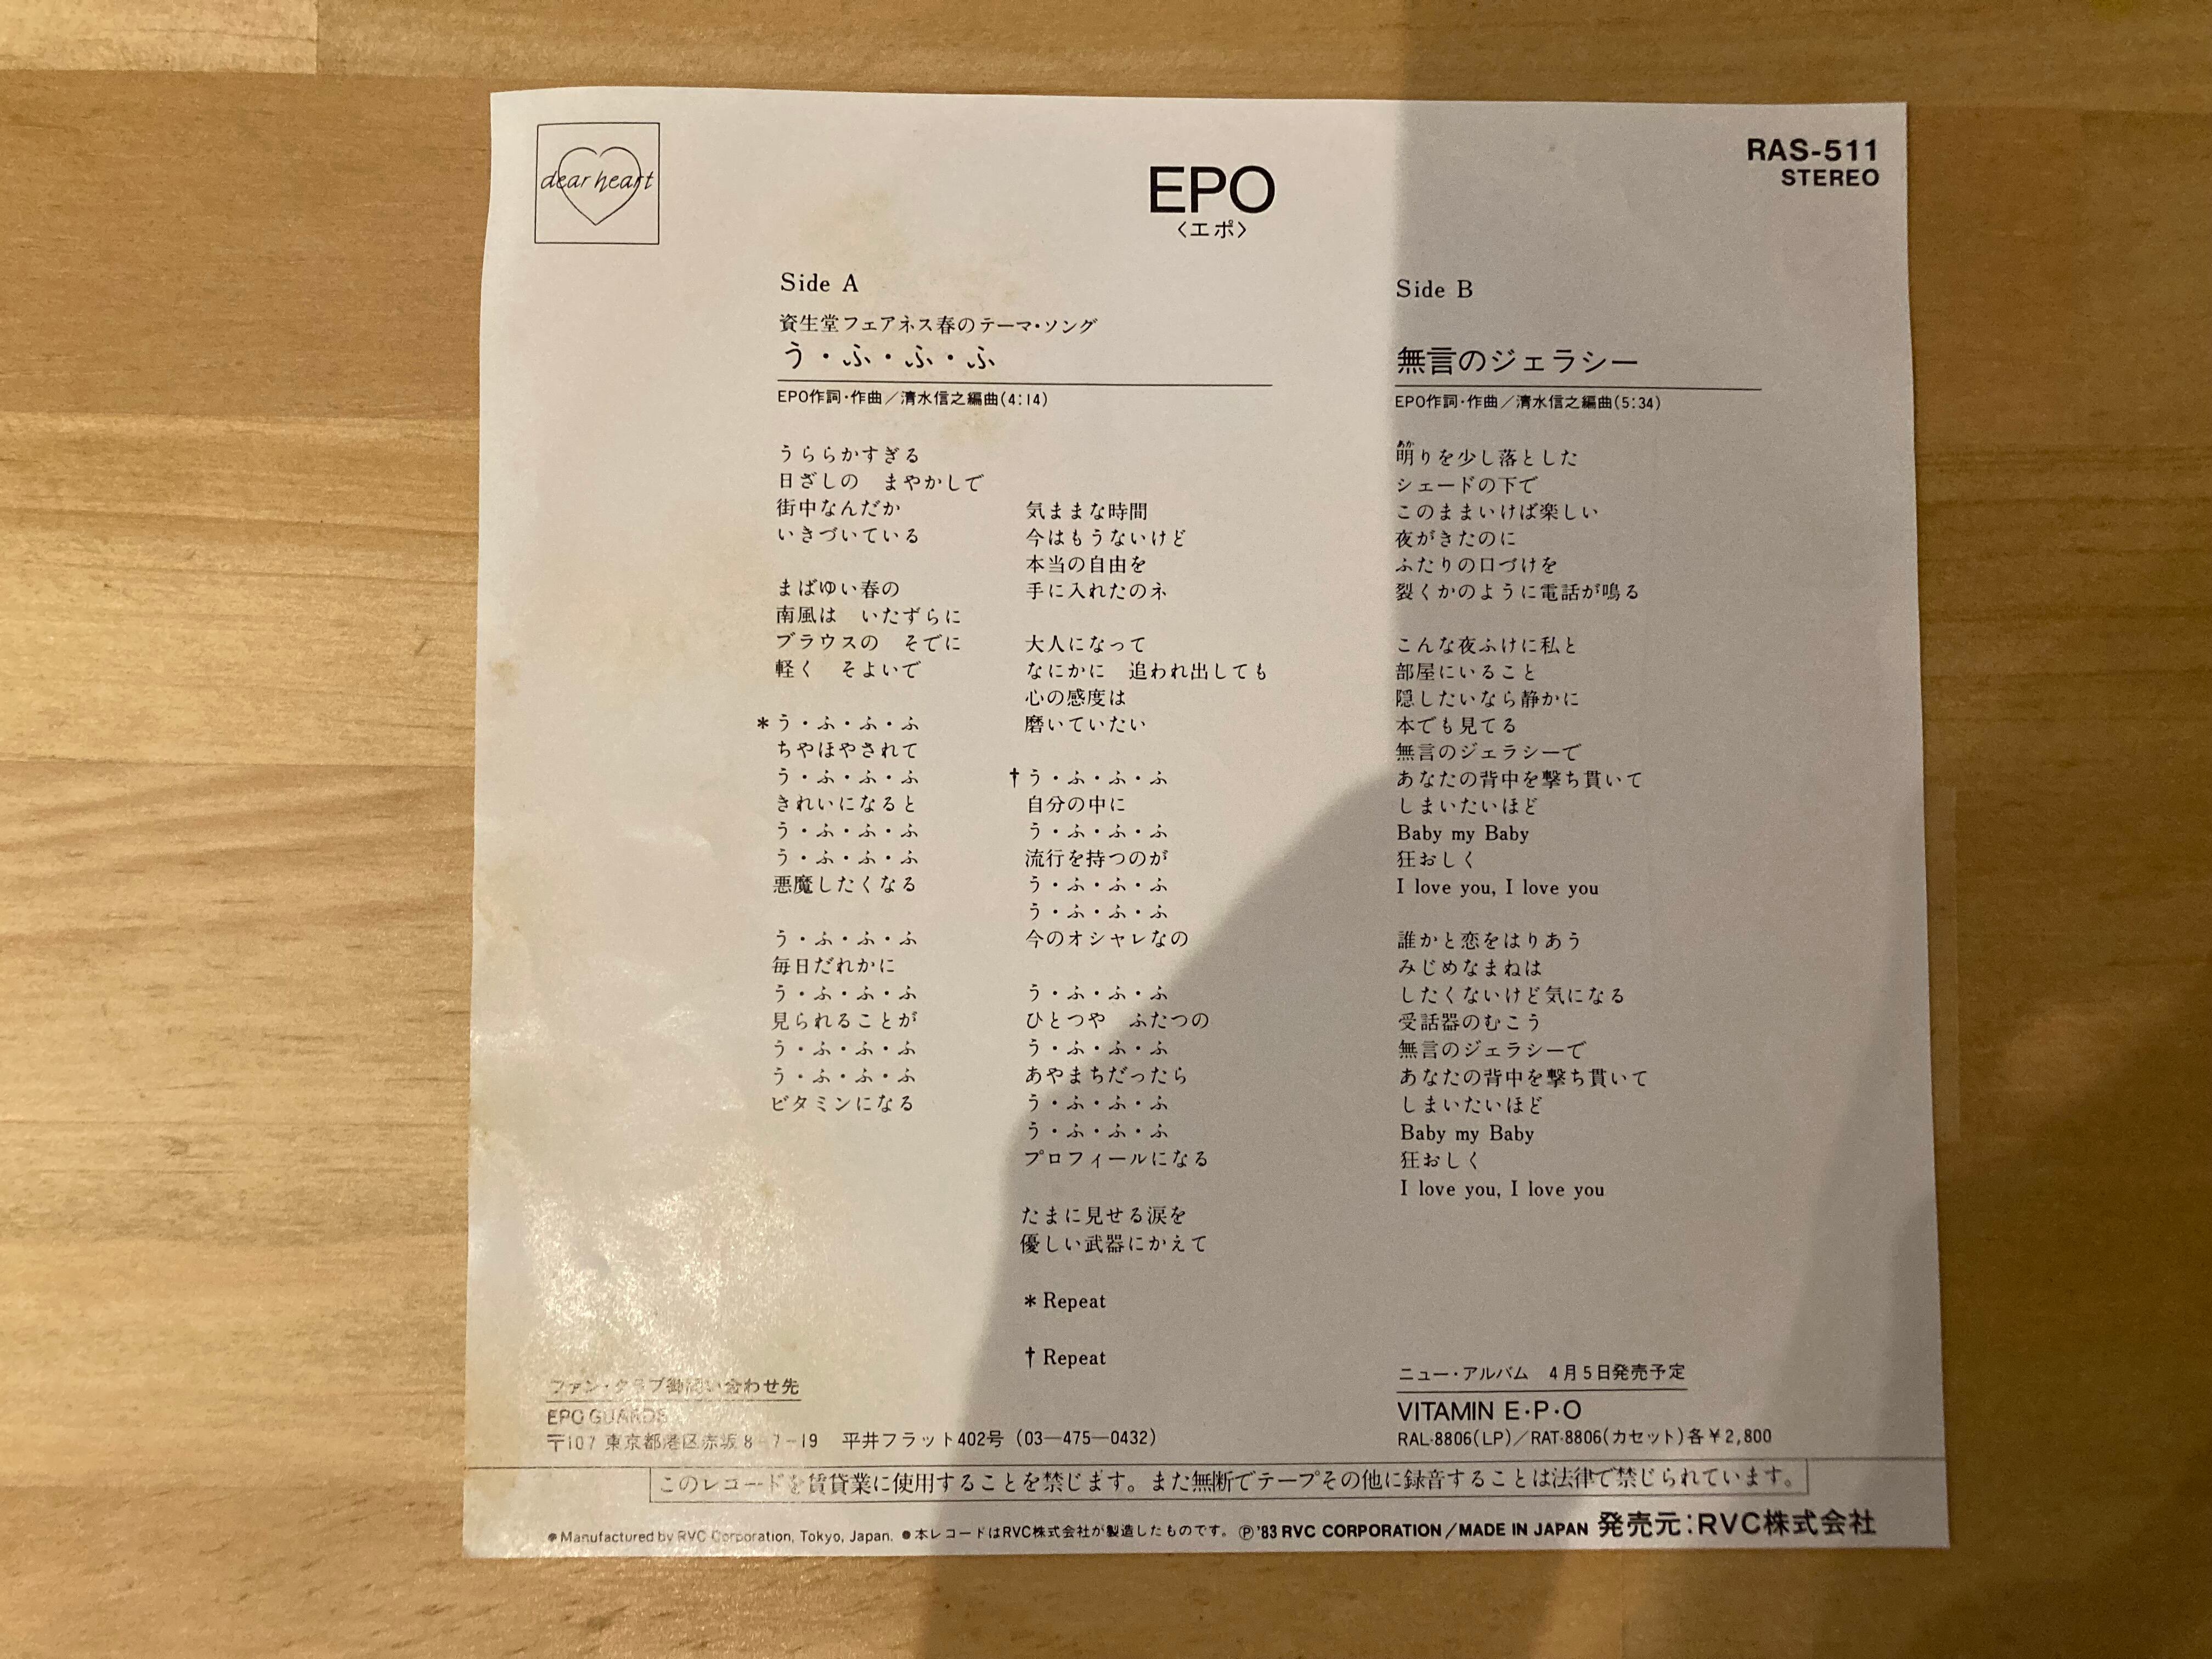 dear heart
EPO
〈エポ〉
RAS-511
STEREO
Side A
資生堂フェアネス春のテーマ・ソング
う・ふ・ふ・ふ
EPO作詞・作曲／清水信之編曲(4:14)
うららかすぎる
日ざしの　まやかしで
街中なんだか
いきづいている
まばゆい春の
南風は　いたずらに
ブラウスの　そでに
軽く　そよいで
*う・ふ・ふ・ふ
ちやほやされて
う・ふ・ふ・ふ
きれいになると
う・ふ・ふ・ふ
う・ふ・ふ・ふ
悪魔したくなる
う・ふ・ふ・ふ
毎日だれかに
う・ふ・ふ・ふ
見られることが
う・ふ・ふ・ふ
う・ふ・ふ・ふ
ビタミンになる
気ままな時間
今はもうないけど
本当の自由を
手に入れたのネ
大人になって
なにかに　追われ出しても
心の感度は
磨いていたい
†う・ふ・ふ・ふ
自分の中に
う・ふ・ふ・ふ
流行を持つのが
う・ふ・ふ・ふ
う・ふ・ふ・ふ
今のオシャレなの
う・ふ・ふ・ふ
ひとつや　ふたつの
う・ふ・ふ・ふ
あやまちだったら
う・ふ・ふ・ふ
う・ふ・ふ・ふ
プロフィールになる
たまに見せる涙を
優しい武器にかえて
* Repeat
† Repeat
Side B
無言のジェラシー
EPO作詞・作曲／清水信之編曲(5:34)
あか
明りを少し落とした
シェードの下で
このままいけば楽しい
夜がきたのに
ふたりの口づけを
裂くかのように電話が鳴る
こんな夜ふけに私と
部屋にいること
隠したいなら静かに
本でも見てる
無言のジェラシーで
あなたの背中を撃ち貫いて
しまいたいほど
Baby my Baby
狂おしく
I love you, I love you
誰かと恋をはりあう
みじめなまねは
したくないけど気になる
受話器のむこう
無言のジェラシーで
あなたの背中を撃ち貫いて
しまいたいほど
Baby my Baby
狂おしく
I love you, I love you
ファン・クラブ御問い合わせ先
EPO GUARDS
〒107 東京都港区赤坂8-7-19　平井フラット402号（03—475—0432）
ニュー・アルバム　4月5日発売予定
VITAMIN E・P・O
RAL-8806(LP)／RAT-8806(カセット)各￥2,800
このレコードを賃貸業に使用することを禁じます。また無断でテープその他に録音することは法律で禁じられています。
●Manufactured by RVC Corporation, Tokyo, Japan. ●本レコードはRVC株式会社が製造したものです。 Ⓟ'83 RVC CORPORATION/MADE IN JAPAN 発売元：RVC株式会社